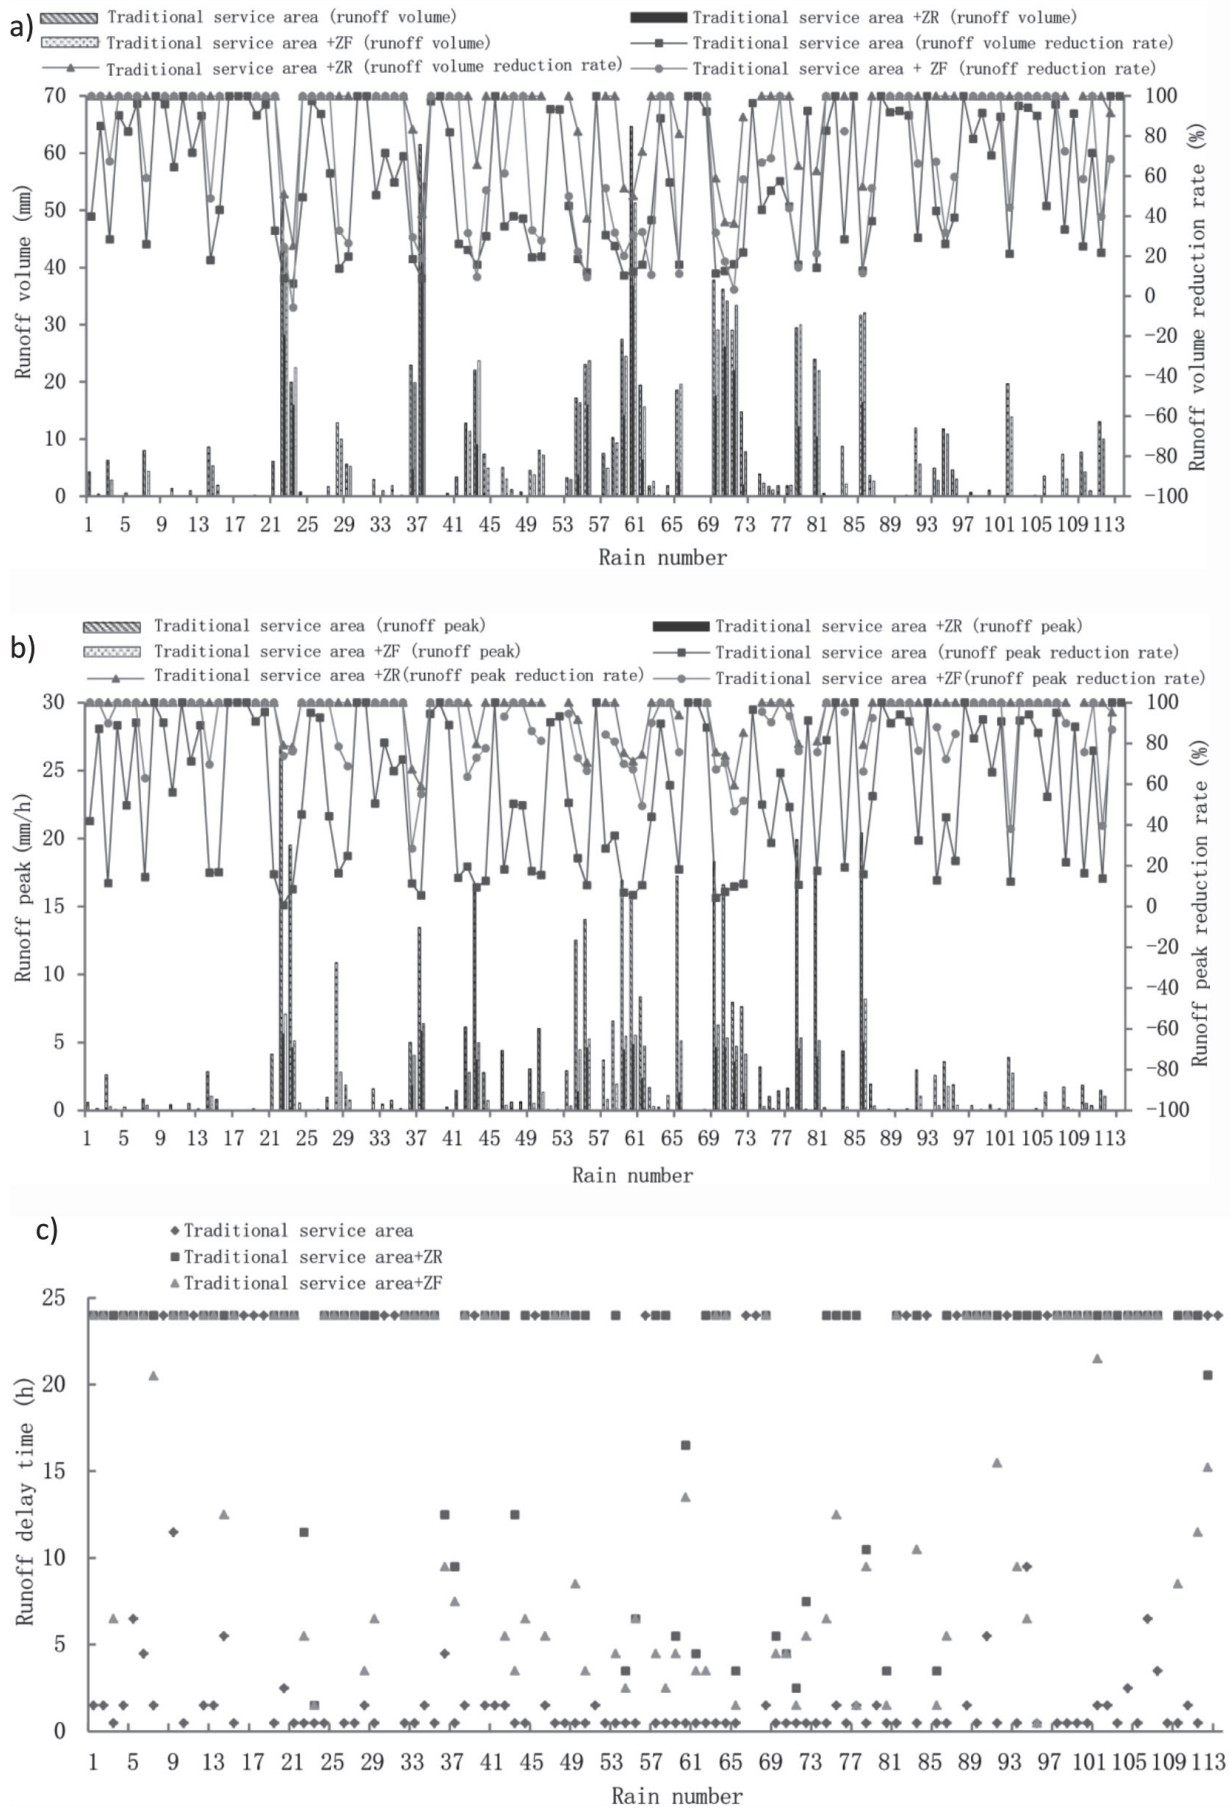 a)
Traditional service area (runoff volume)
Traditional service area +ZR (runoff volume)
Traditional service area +ZF (runoff volume)
Traditional service area (runoff volume reduction rate)
Traditional service area +ZR (runoff volume reduction rate)
Traditional service area + ZF (runoff reduction rate)
Runoff volume (mm)
70
60
50
40
30
20
10
0
100
80
60
40
20
0
-20
-40
-60
-80
-100
Runoff volume reduction rate (%)
1 5 9 13 17 21 25 29 33 37 41 45 49 53 57 61 65 69 73 77 81 85 89 93 97 101 105 109 113
Rain number
b)
Traditional service area (runoff peak)
Traditional service area +ZR (runoff peak)
Traditional service area +ZF (runoff peak)
Traditional service area (runoff peak reduction rate)
Traditional service area +ZR(runoff peak reduction rate)
Traditional service area +ZF(runoff peak reduction rate)
Runoff peak (mm/h)
30
25
20
15
10
5
0
100
80
60
40
20
0
-20
-40
-60
-80
-100
Runoff peak reduction rate (%)
1 5 9 13 17 21 25 29 33 37 41 45 49 53 57 61 65 69 73 77 81 85 89 93 97 101 105 109 113
Rain number
c)
Traditional service area
Traditional service area+ZR
Traditional service area+ZF
Runoff delay time (h)
25
20
15
10
5
0
1 5 9 13 17 21 25 29 33 37 41 45 49 53 57 61 65 69 73 77 81 85 89 93 97 101 105 109 113
Rain number